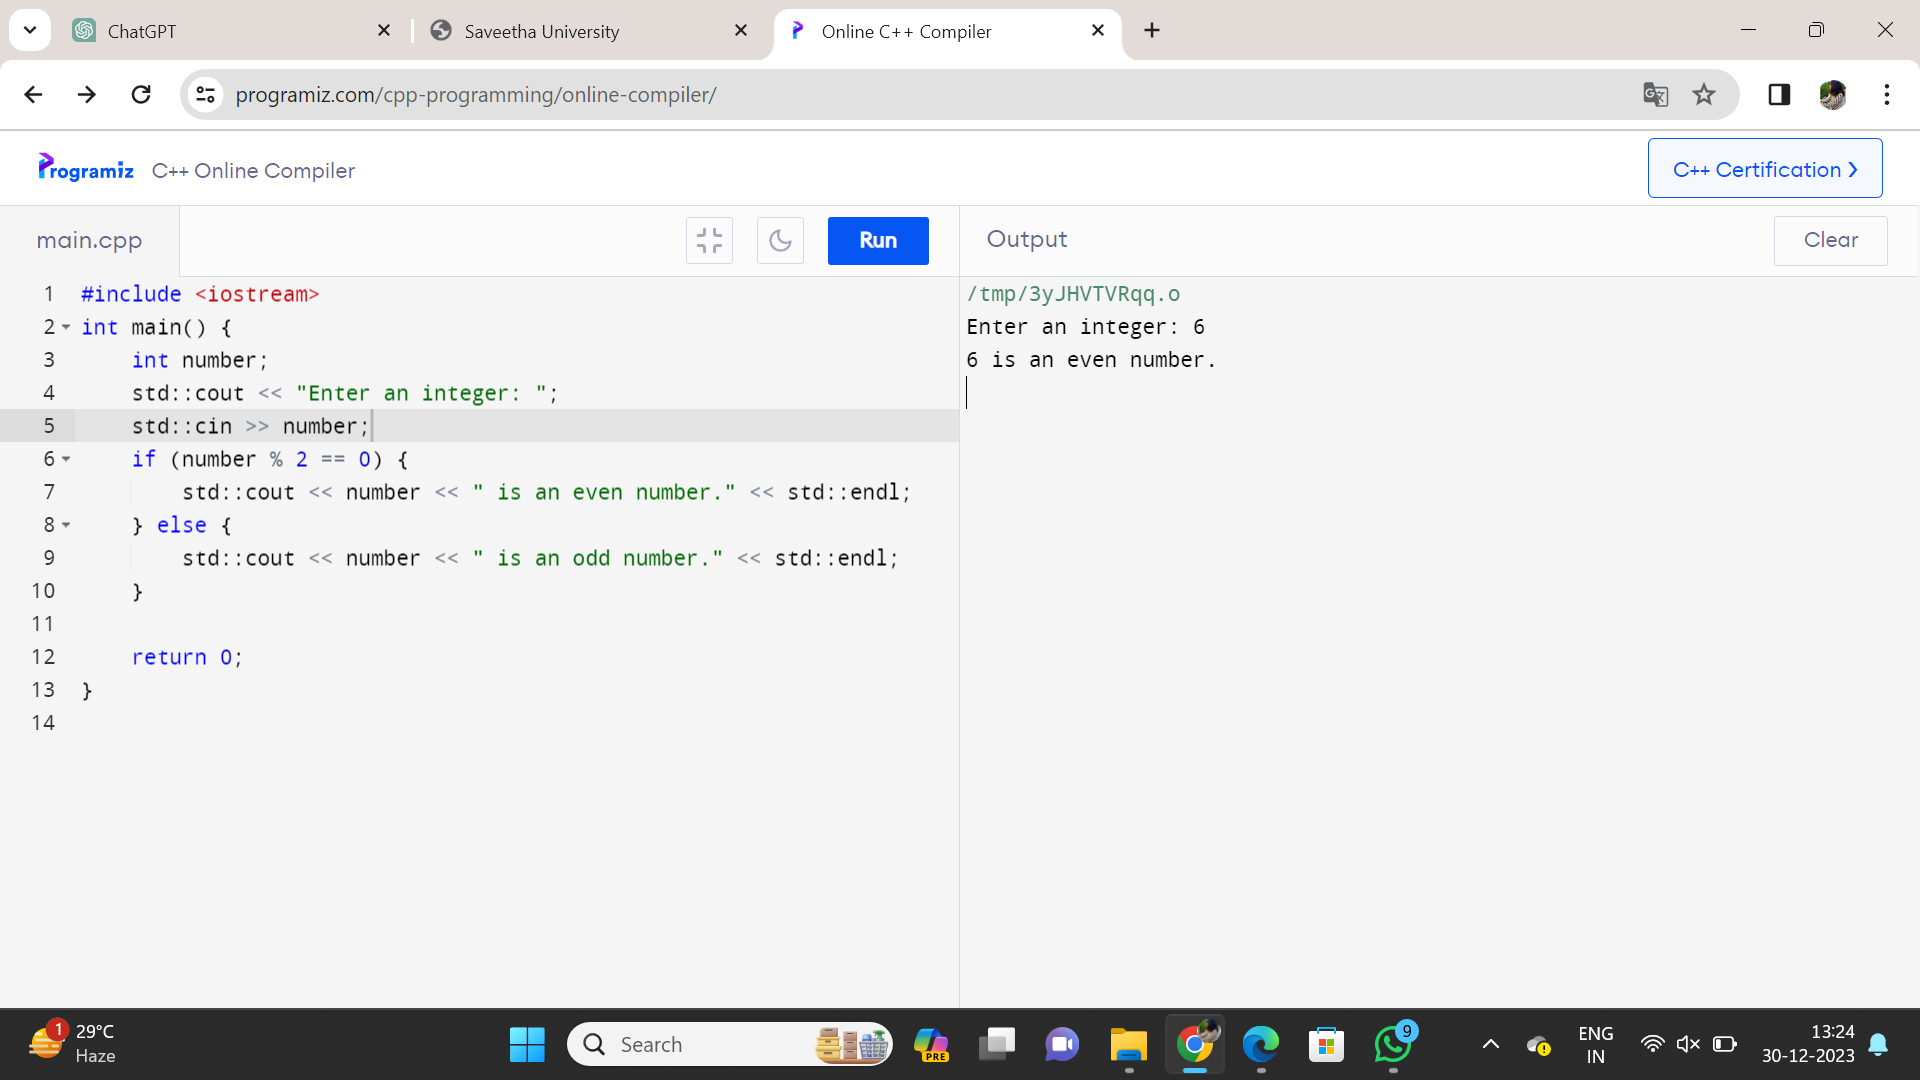 ChatGPT
Saveetha University
Online C++ Compiler
programiz.com/cpp-programming/online-compiler/
Programiz C++ Online Compiler
C++ Certification ❯
main.cpp
Run
Output
Clear
1 #include <iostream>
2 int main() {
3     int number;
4     std::cout << "Enter an integer: ";
5     std::cin >> number;
6     if (number % 2 == 0) {
7         std::cout << number << " is an even number." << std::endl;
8     } else {
9         std::cout << number << " is an odd number." << std::endl;
10     }
11
12     return 0;
13 }
14
/tmp/3yJHVTVRqq.o
Enter an integer: 6
6 is an even number.
1
29°C
Haze
Search
PRE
9
ENG
IN
13:24
30-12-2023